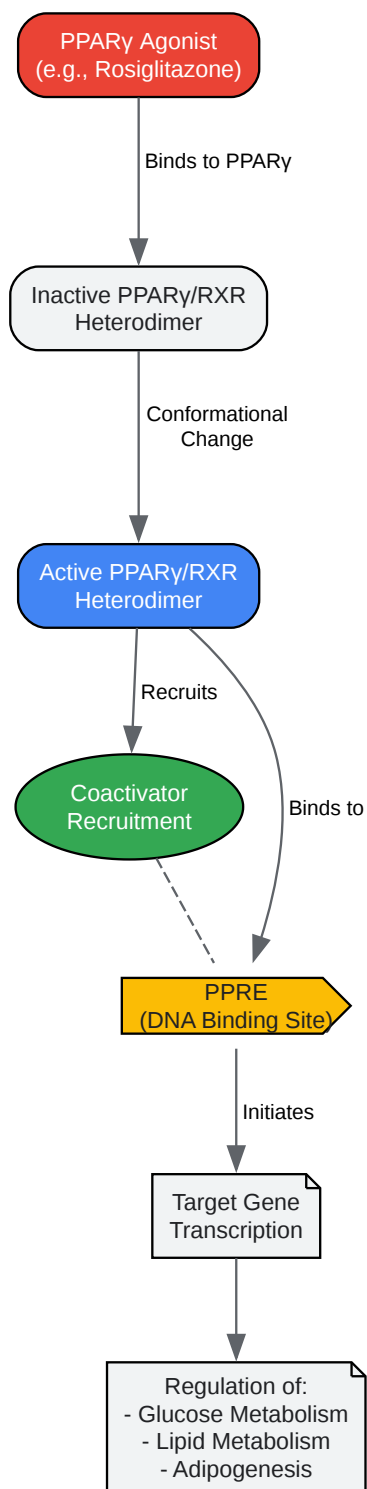 PPARγ Agonist
(e.g., Rosiglitazone)
Binds to PPARγ
Inactive PPARγ/RXR
Heterodimer
Conformational
Change
Active PPARγ/RXR
Heterodimer
Recruits
Coactivator
Recruitment
Binds to
PPRE
(DNA Binding Site)
Initiates
Target Gene
Transcription
Regulation of:
- Glucose Metabolism
- Lipid Metabolism
- Adipogenesis